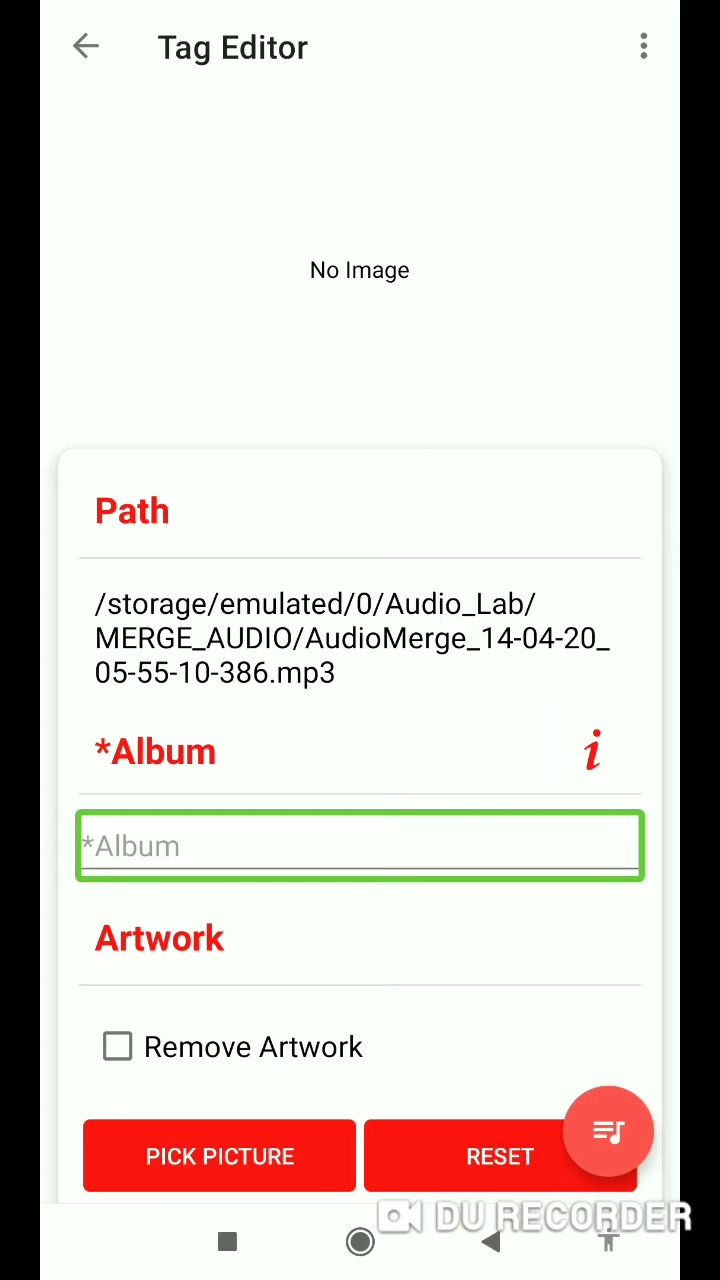 Tag Editor
No Image
Path
/storage/emulated/0/Audio_Lab/
MERGE_AUDIO/AudioMerge_14-04-20_
05-55-10-386.mp3
*Album
i
*Album
Artwork
Remove Artwork
PICK PICTURE
RESET
DU RECORDER